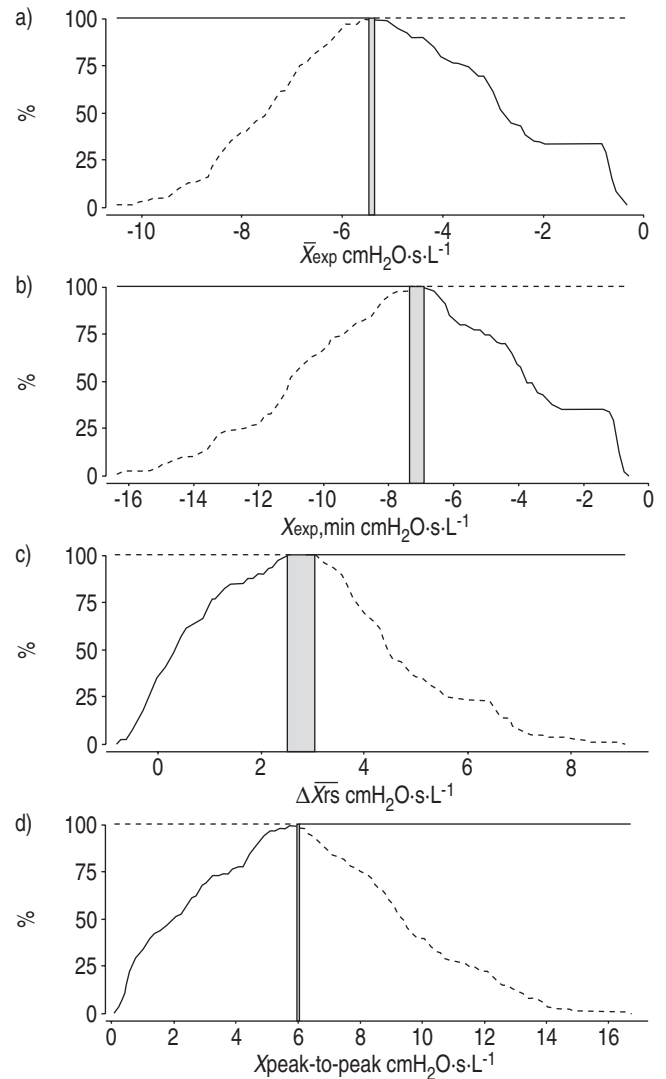 a)
100
75
50
25
0
%
-10 -8 -6 -4 -2 0
X̅exp cmH₂O·s·L⁻¹
b)
100
75
50
25
0
%
-16 -14 -12 -10 -8 -6 -4 -2 0
Xexp,min cmH₂O·s·L⁻¹
c)
100
75
50
25
0
%
0 2 4 6 8
ΔX̅r̅s̅ cmH₂O·s·L⁻¹
d)
100
75
50
25
0
%
0 2 4 6 8 10 12 14 16
Xpeak-to-peak cmH₂O·s·L⁻¹